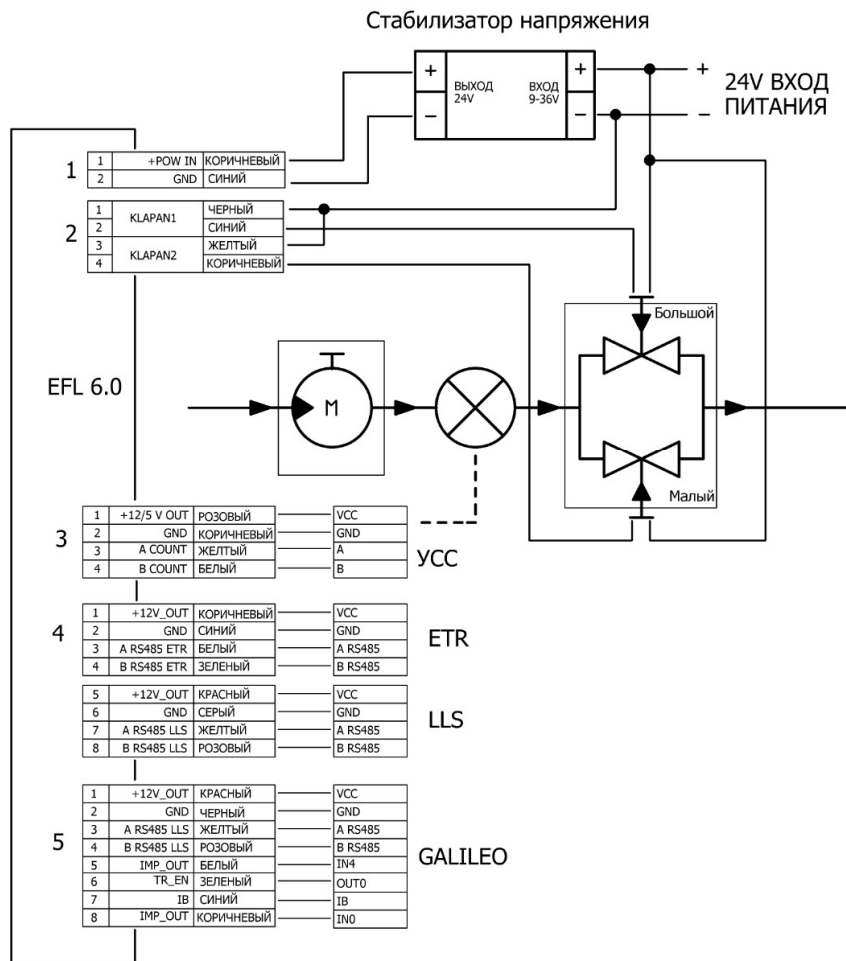 Стабилизатор напряжения
+ ВЫХОД 24V ВХОД 9-36V + +
24V ВХОД ПИТАНИЯ
− − −
1
1 +POW IN КОРИЧНЕВЫЙ
2 GND СИНИЙ
2
1 KLAPAN1 ЧЕРНЫЙ
2 СИНИЙ
3 KLAPAN2 ЖЕЛТЫЙ
4 КОРИЧНЕВЫЙ
Большой
EFL 6.0
M
Малый
3
1 +12/5 V OUT РОЗОВЫЙ VCC
2 GND КОРИЧНЕВЫЙ GND
3 A COUNT ЖЕЛТЫЙ A
4 B COUNT БЕЛЫЙ B
УСС
4
1 +12V_OUT КОРИЧНЕВЫЙ VCC
2 GND СИНИЙ GND
3 A RS485 ETR БЕЛЫЙ A RS485
4 B RS485 ETR ЗЕЛЕНЫЙ B RS485
ETR
5 +12V_OUT КРАСНЫЙ VCC
6 GND СЕРЫЙ GND
7 A RS485 LLS ЖЕЛТЫЙ A RS485
8 B RS485 LLS РОЗОВЫЙ B RS485
LLS
5
1 +12V_OUT КРАСНЫЙ VCC
2 GND ЧЕРНЫЙ GND
3 A RS485 LLS ЖЕЛТЫЙ A RS485
4 B RS485 LLS РОЗОВЫЙ B RS485
5 IMP_OUT БЕЛЫЙ IN4
6 TR_EN ЗЕЛЕНЫЙ OUT0
7 IB СИНИЙ IB
8 IMP_OUT КОРИЧНЕВЫЙ IN0
GALILEO